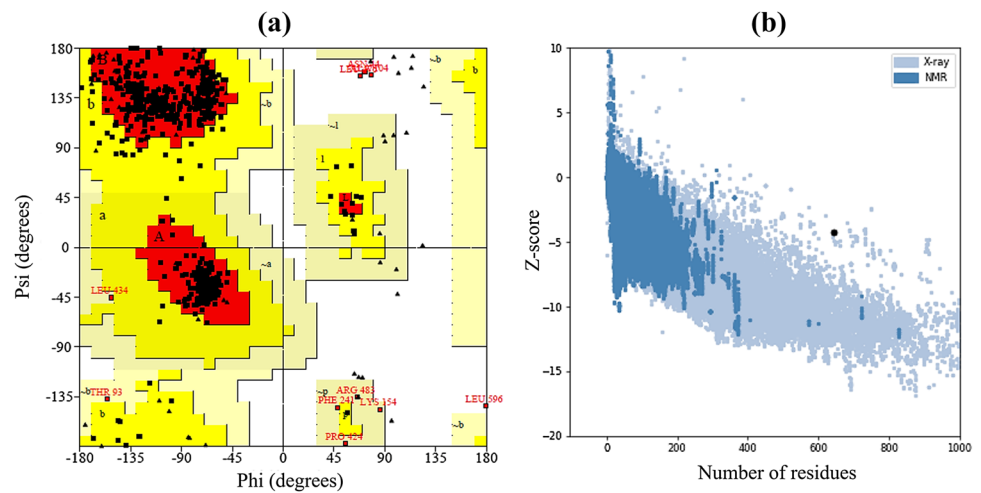 (a)
(b)
180
135
90
45
0
-45
-90
-135
-180
-135
-90
-45
0
45
90
135
180
Psi (degrees)
Phi (degrees)
B
b
~b
~b
b
~l
l
L
a
A
~a
LEU 434
THR 93
~b
b
~p
ARG 483
PHE 241
LYS 154
P
PRO 424
LEU 596
~b
10
5
0
−5
−10
−15
−20
0
200
400
600
800
1000
Z-score
Number of residues
X-ray
NMR